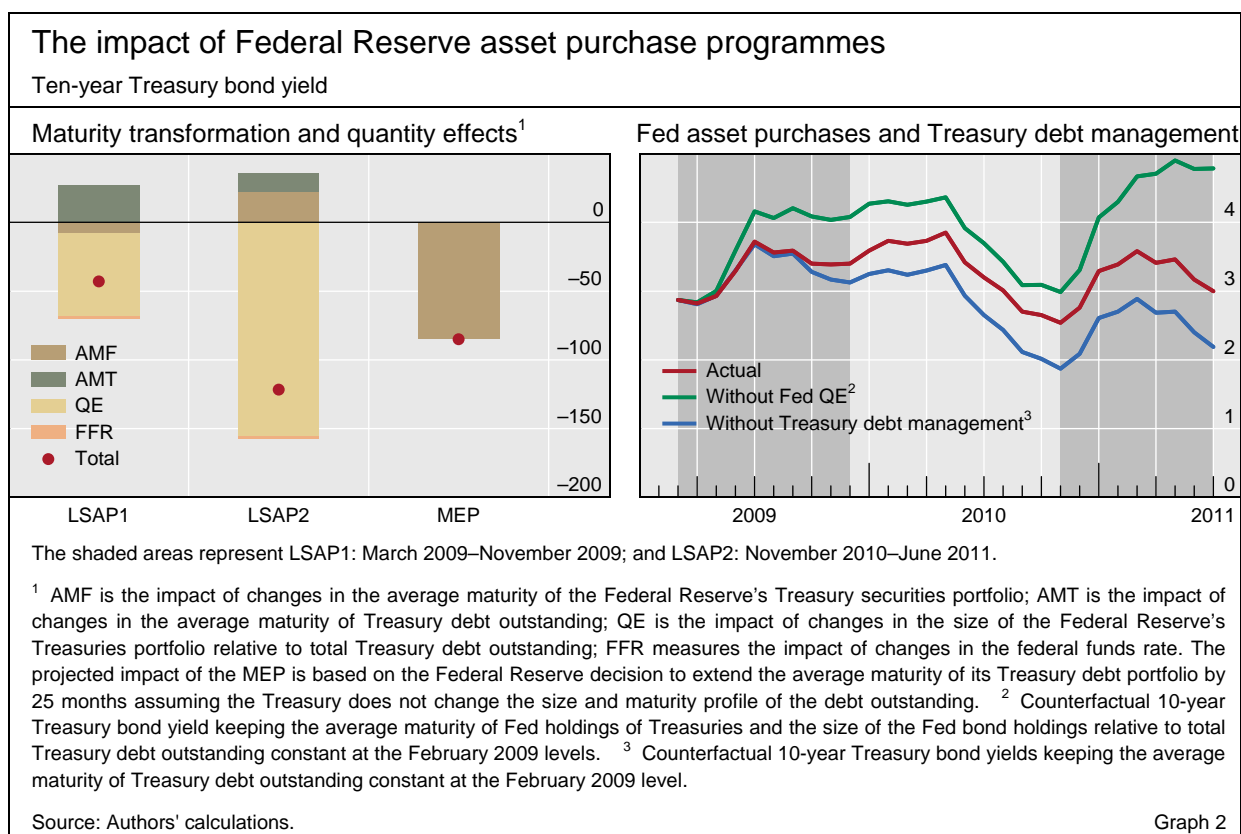 The impact of Federal Reserve asset purchase programmes
Ten-year Treasury bond yield
Maturity transformation and quantity effects1
0
–50
–100
–150
–200
AMF
AMT
QE
FFR
Total
LSAP1 LSAP2 MEP
Fed asset purchases and Treasury debt management
4
3
2
1
0
Actual
Without Fed QE2
Without Treasury debt management3
2009 2010 2011
The shaded areas represent LSAP1: March 2009–November 2009; and LSAP2: November 2010–June 2011.
1 AMF is the impact of changes in the average maturity of the Federal Reserve's Treasury securities portfolio; AMT is the impact of
changes in the average maturity of Treasury debt outstanding; QE is the impact of changes in the size of the Federal Reserve's
Treasuries portfolio relative to total Treasury debt outstanding; FFR measures the impact of changes in the federal funds rate. The
projected impact of the MEP is based on the Federal Reserve decision to extend the average maturity of its Treasury debt portfolio by
25 months assuming the Treasury does not change the size and maturity profile of the debt outstanding. 2 Counterfactual 10-year
Treasury bond yield keeping the average maturity of Fed holdings of Treasuries and the size of the Fed bond holdings relative to total
Treasury debt outstanding constant at the February 2009 levels. 3 Counterfactual 10-year Treasury bond yields keeping the average
maturity of Treasury debt outstanding constant at the February 2009 level.
Source: Authors' calculations.
Graph 2